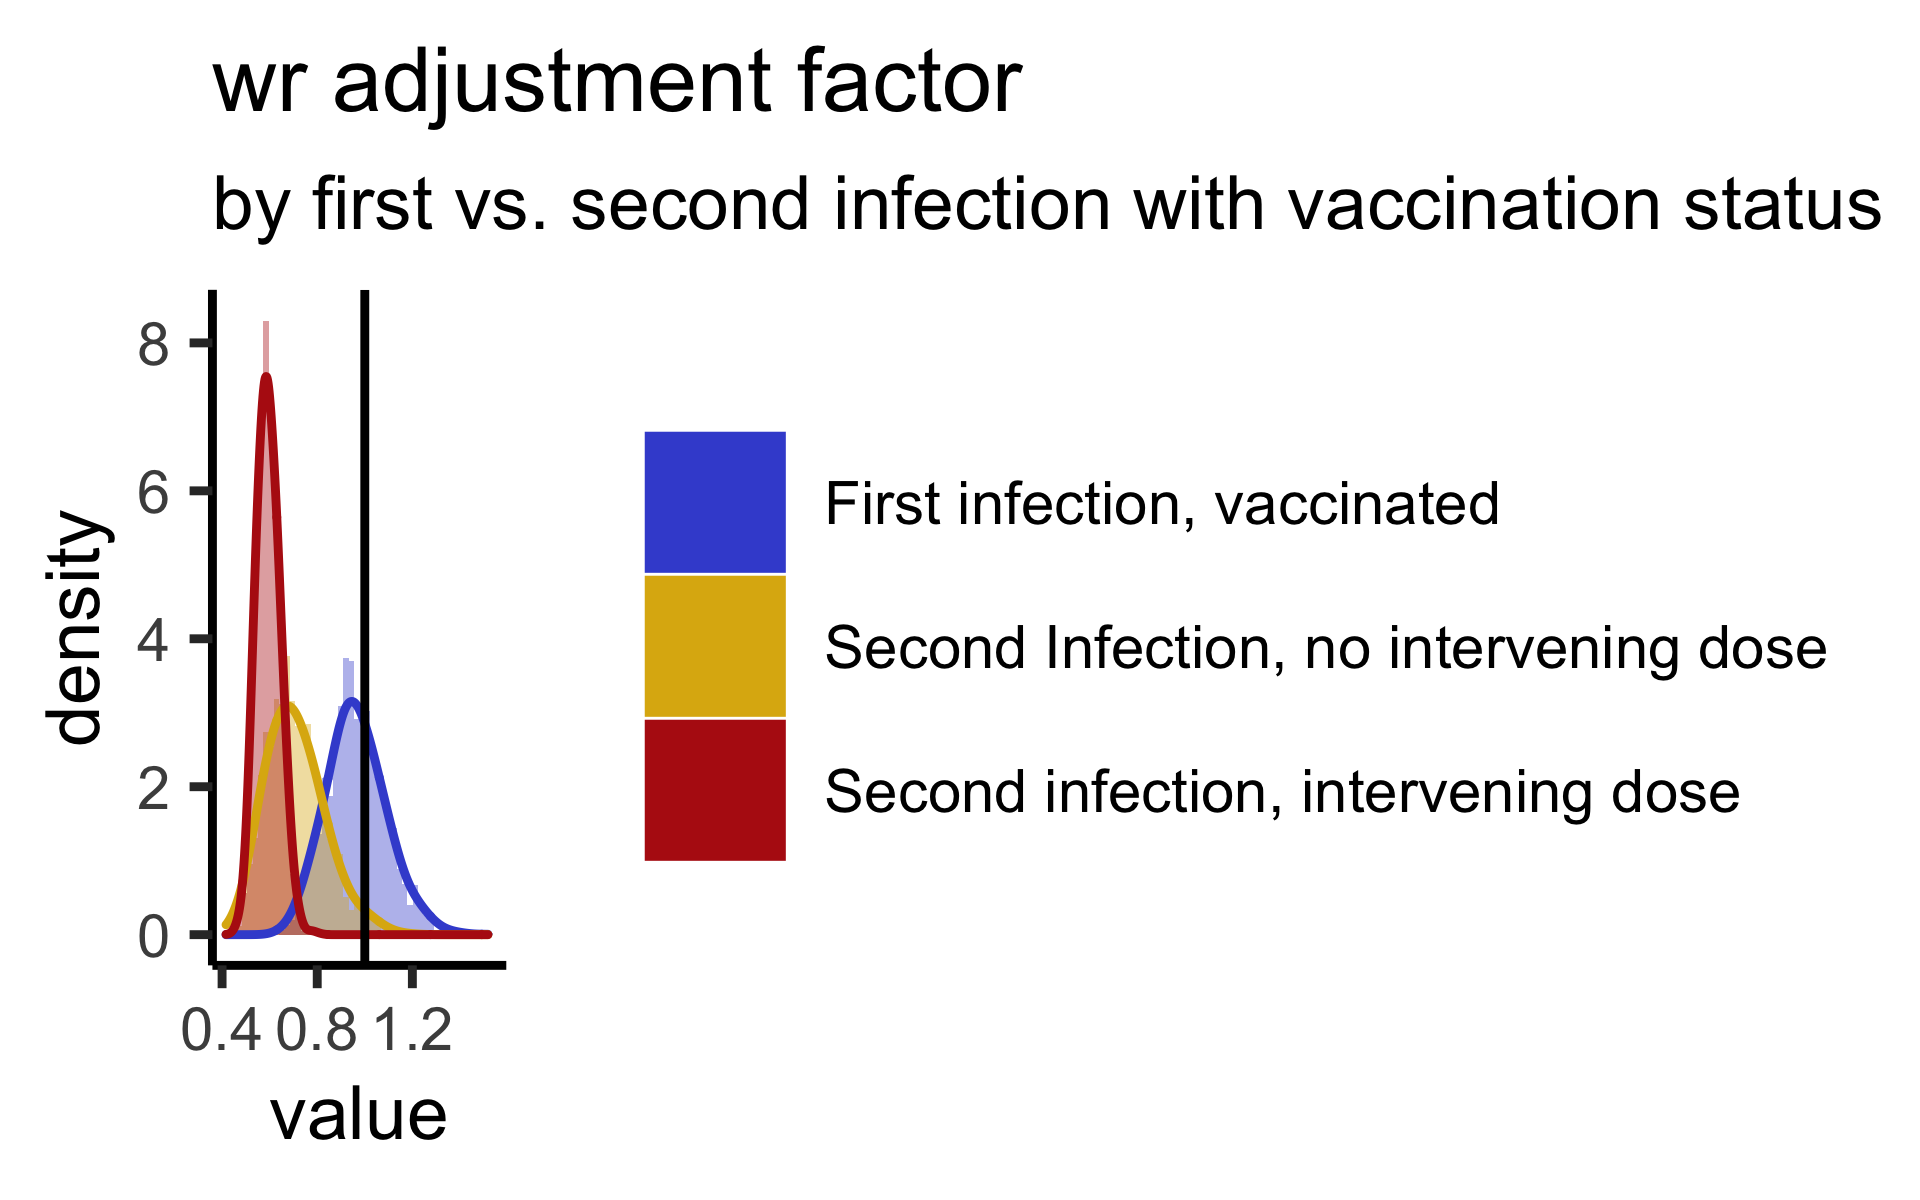 wr adjustment factor
by first vs. second infection with vaccination status
8
6
4
2
0
density
0.4 0.8 1.2
value
First infection, vaccinated
Second Infection, no intervening dose
Second infection, intervening dose